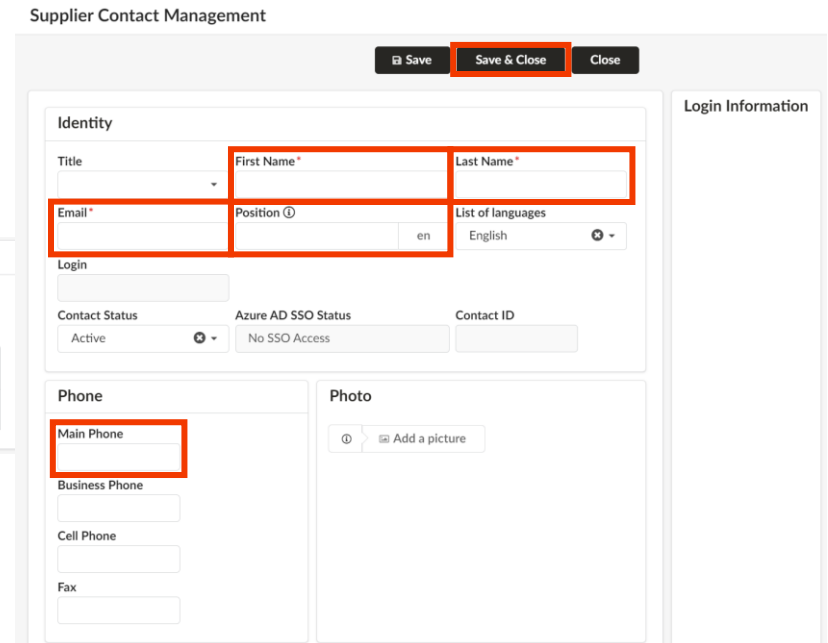 Supplier Contact Management
Save Save & Close Close
Identity
Login Information
Title First Name* Last Name*
Email* Position List of languages
en English
Login
Contact Status Azure AD SSO Status Contact ID
Active No SSO Access
Phone Photo
Main Phone
Add a picture
Business Phone
Cell Phone
Fax